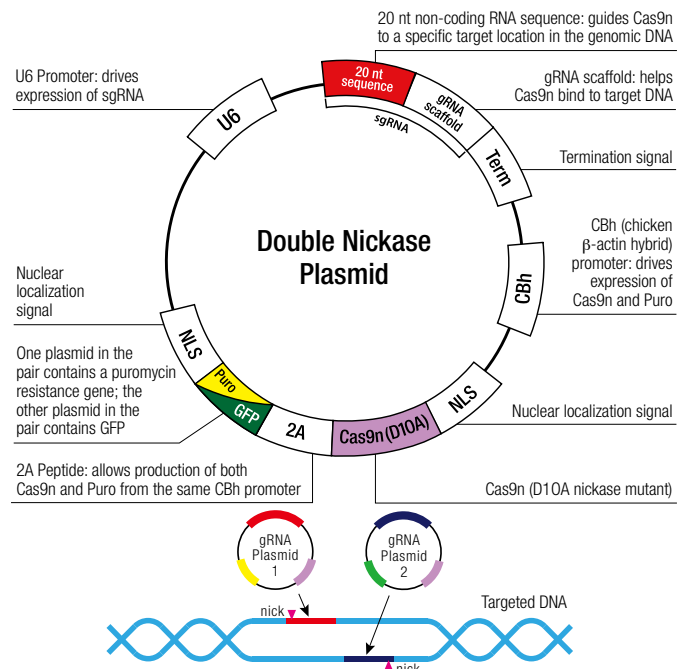 20 nt non-coding RNA sequence: guides Cas9n
to a specific target location in the genomic DNA
U6 Promoter: drives
expression of sgRNA
gRNA scaffold: helps
Cas9n bind to target DNA
20 nt
sequence
gRNA
scaffold
sgRNA
U6
Term
Termination signal
Double Nickase
Plasmid
CBh
CBh (chicken
β-actin hybrid)
promoter: drives
expression of
Cas9n and Puro
Nuclear
localization
signal
NLS
Puro
GFP
2A
Cas9n (D10A)
NLS
One plasmid in the
pair contains a puromycin
resistance gene; the
other plasmid in the
pair contains GFP
Nuclear localization signal
2A Peptide: allows production of both
Cas9n and Puro from the same CBh promoter
Cas9n (D10A nickase mutant)
gRNA
Plasmid
1
gRNA
Plasmid
2
nick
Targeted DNA
nick